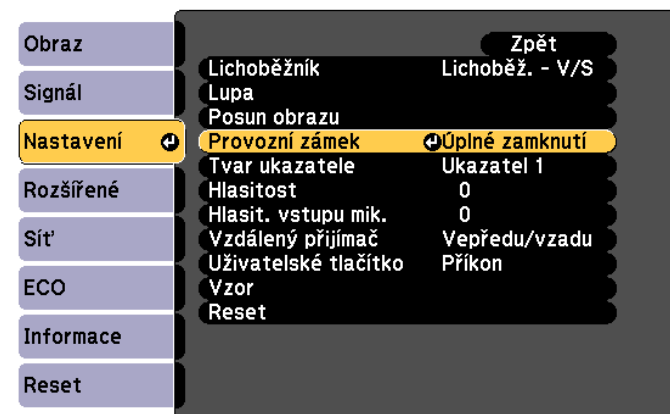 Obraz
Signál
Nastavení
Rozšířené
Síť
ECO
Informace
Reset
Zpět
Lichoběžník Lichoběž. - V/S
Lupa
Posun obrazu
Provozní zámek Úplné zamknutí
Tvar ukazatele Ukazatel 1
Hlasitost 0
Hlasit. vstupu mik. 0
Vzdálený přijímač Vepředu/vzadu
Uživatelské tlačítko Příkon
Vzor
Reset